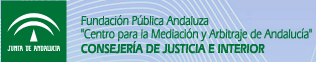 Fundación Pública Andaluza
"Centro para la Mediación y Arbitraje de Andalucía"
CONSEJERÍA DE JUSTICIA E INTERIOR
JUNTA DE ANDALUCIA